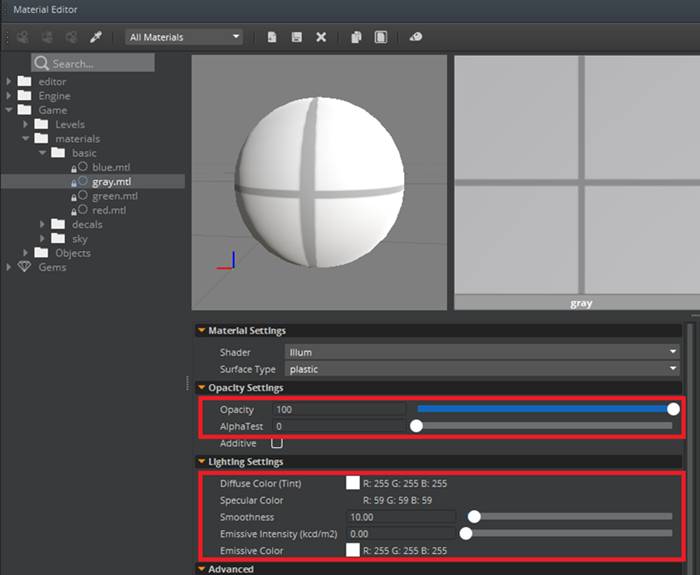 Material Editor
All Materials
Search...
editor
Engine
Game
Levels
materials
basic
blue.mtl
gray.mtl
green.mtl
red.mtl
decals
sky
Objects
Gems
gray
Material Settings
Shader Illum
Surface Type plastic
Opacity Settings
Opacity 100
AlphaTest 0
Additive
Lighting Settings
Diffuse Color (Tint) R: 255 G: 255 B: 255
Specular Color R: 59 G: 59 B: 59
Smoothness 10.00
Emissive Intensity (kcd/m2) 0.00
Emissive Color R: 255 G: 255 B: 255
Advanced